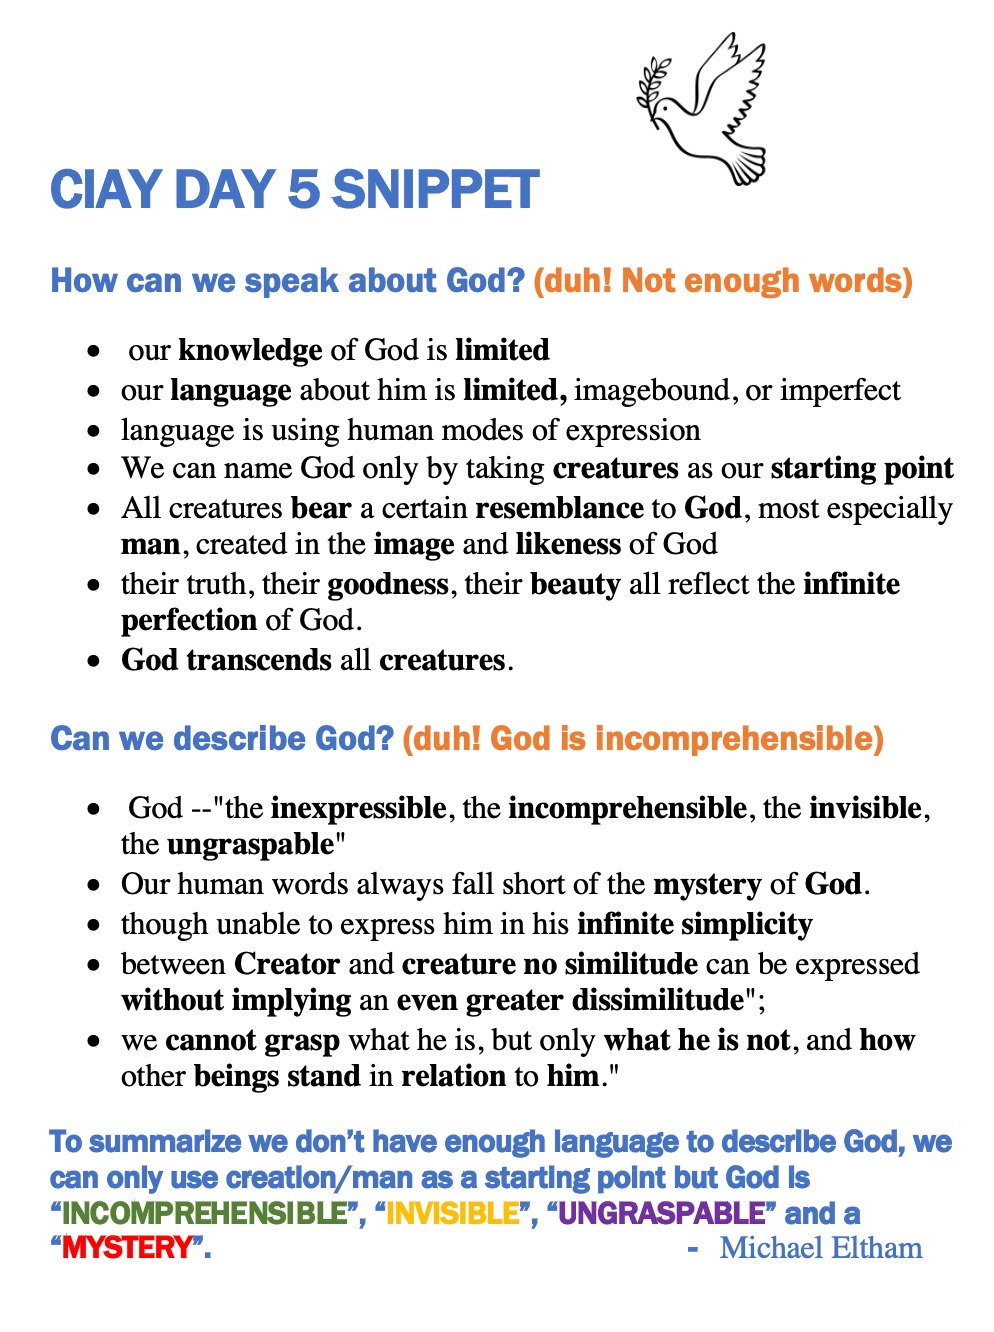 CIAY DAY 5 SNIPPET
How can we speak about God? (duh! Not enough words)
• our knowledge of God is limited
• our language about him is limited, imagebound, or imperfect
• language is using human modes of expression
• We can name God only by taking creatures as our starting point
• All creatures bear a certain resemblance to God, most especially
man, created in the image and likeness of God
• their truth, their goodness, their beauty all reflect the infinite
perfection of God.
• God transcends all creatures.
Can we describe God? (duh! God is incomprehensible)
• God --"the inexpressible, the incomprehensible, the invisible,
the ungraspable"
• Our human words always fall short of the mystery of God.
• though unable to express him in his infinite simplicity
• between Creator and creature no similitude can be expressed
without implying an even greater dissimilitude";
• we cannot grasp what he is, but only what he is not, and how
other beings stand in relation to him."
To summarize we don’t have enough language to describe God, we
can only use creation/man as a starting point but God is
“INCOMPREHENSIBLE”, “INVISIBLE”, “UNGRASPABLE” and a
“MYSTERY”. - Michael Eltham